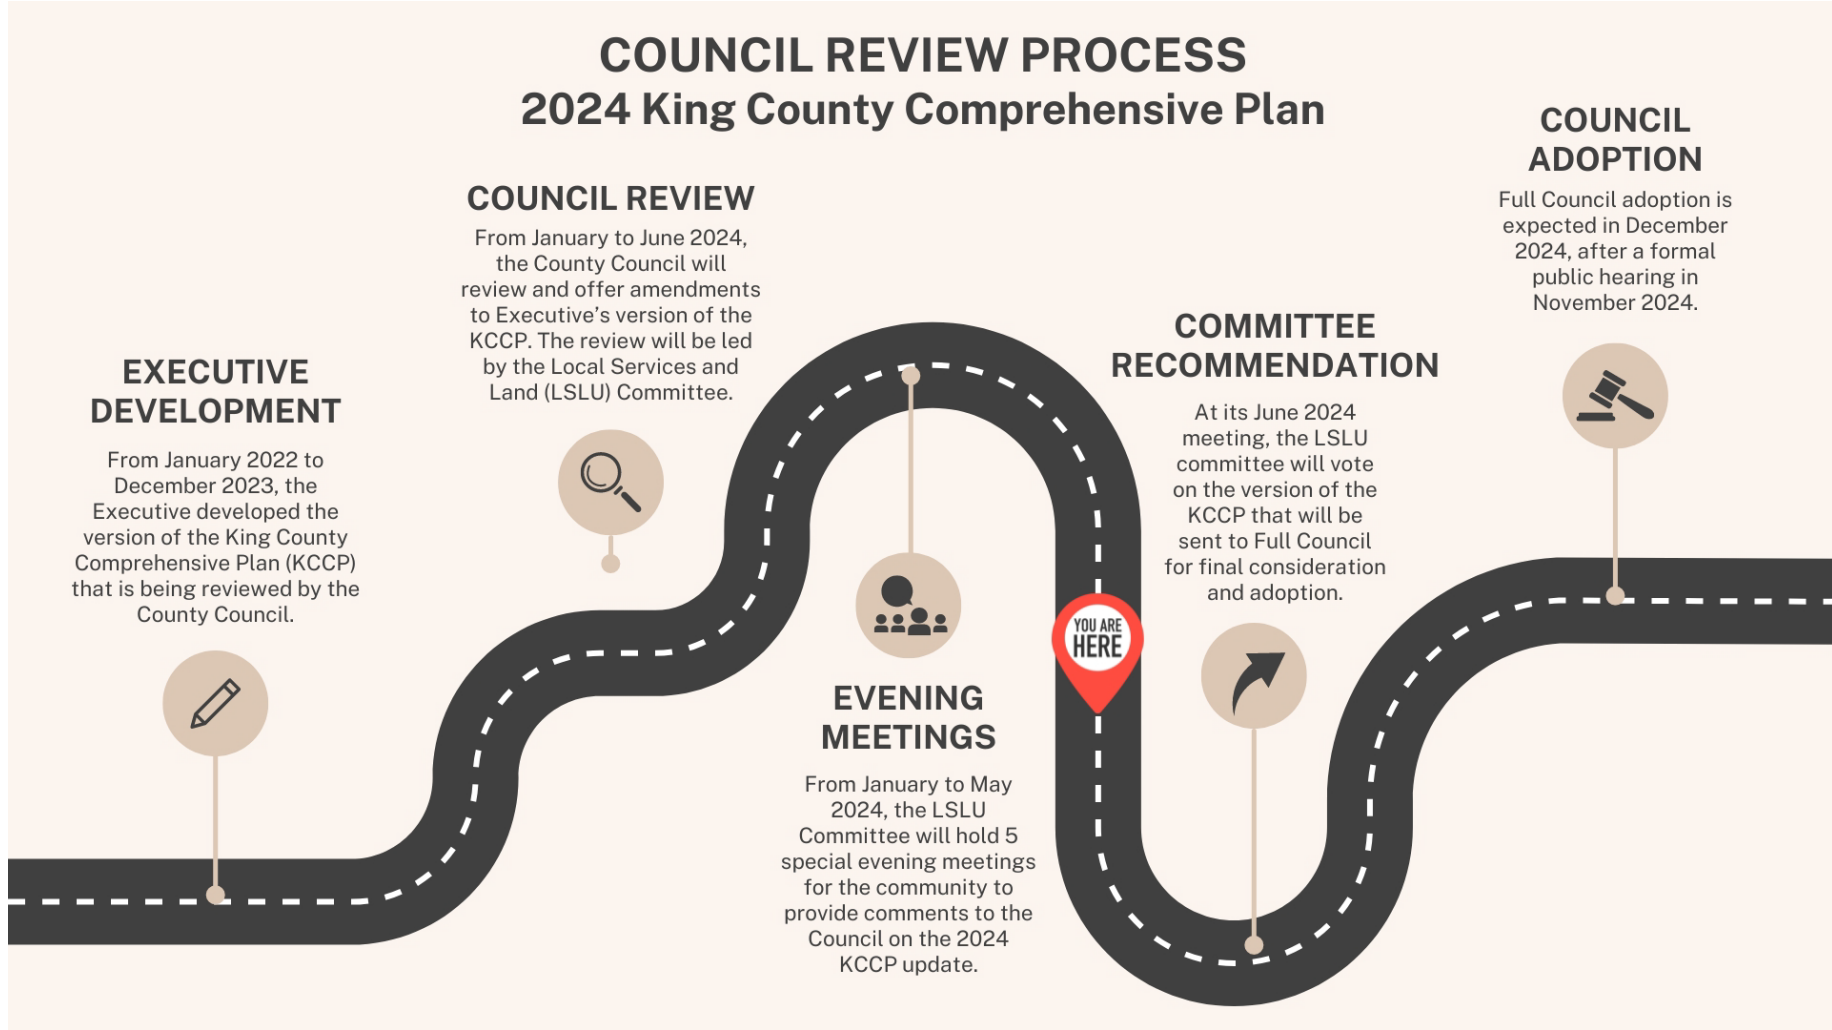 COUNCIL REVIEW PROCESS
2024 King County Comprehensive Plan
EXECUTIVE
DEVELOPMENT
From January 2022 to
December 2023, the
Executive developed the
version of the King County
Comprehensive Plan (KCCP)
that is being reviewed by the
County Council.
COUNCIL REVIEW
From January to June 2024,
the County Council will
review and offer amendments
to Executive’s version of the
KCCP. The review will be led
by the Local Services and
Land (LSLU) Committee.
EVENING
MEETINGS
From January to May
2024, the LSLU
Committee will hold 5
special evening meetings
for the community to
provide comments to the
Council on the 2024
KCCP update.
YOU ARE
HERE
COMMITTEE
RECOMMENDATION
At its June 2024
meeting, the LSLU
committee will vote
on the version of the
KCCP that will be
sent to Full Council
for final consideration
and adoption.
COUNCIL
ADOPTION
Full Council adoption is
expected in December
2024, after a formal
public hearing in
November 2024.